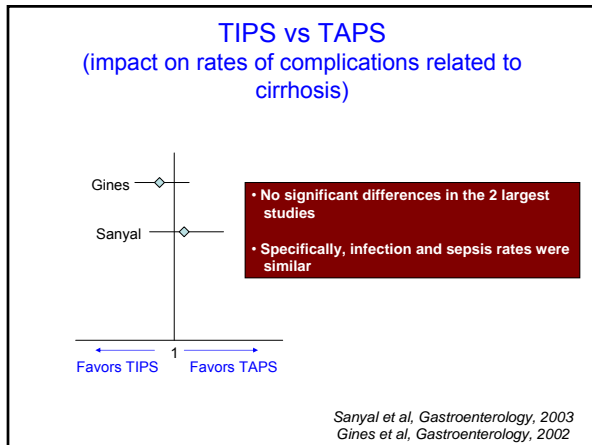 TIPS vs TAPS
(impact on rates of complications related to
cirrhosis)
Gines
Sanyal
• No significant differences in the 2 largest
studies
• Specifically, infection and sepsis rates were
similar
1
Favors TIPS Favors TAPS
Sanyal et al, Gastroenterology, 2003
Gines et al, Gastroenterology, 2002